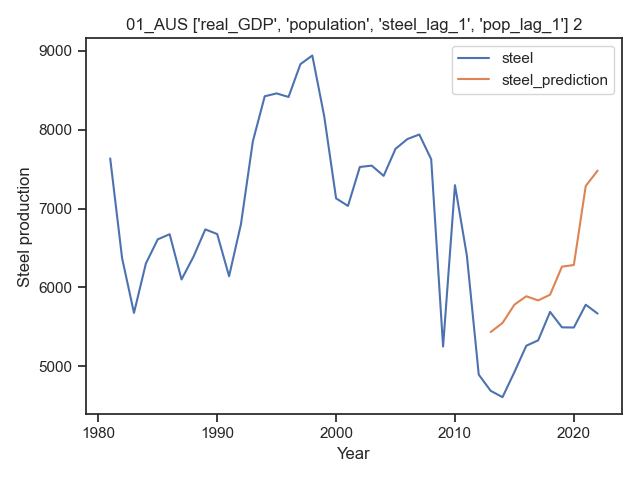 01_AUS ['real_GDP', 'population', 'steel_lag_1', 'pop_lag_1'] 2
steel
steel_prediction
9000
8000
7000
6000
5000
Steel production
1980 1990 2000 2010 2020
Year